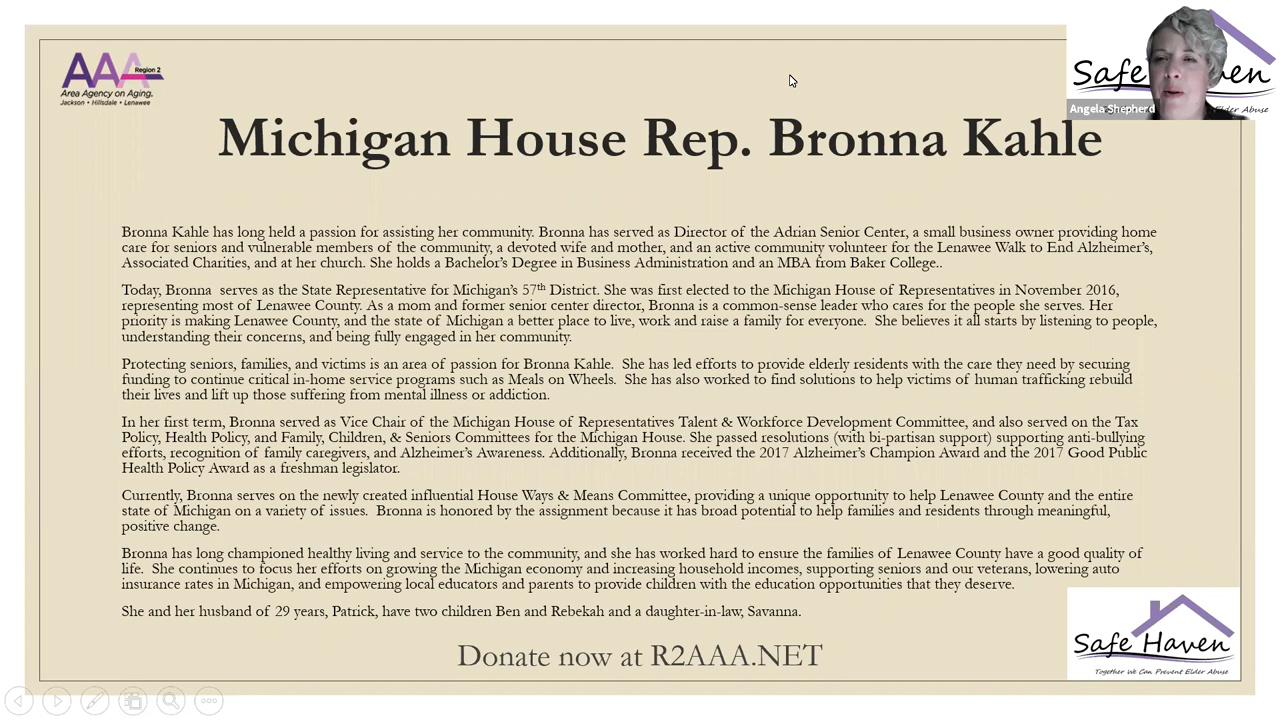 AAA Region 2
Area Agency on Aging.
Jackson • Hillsdale • Lenawee
Safe Haven
Elder Abuse
Angela Shepherd
Michigan House Rep. Bronna Kahle
Bronna Kahle has long held a passion for assisting her community. Bronna has served as Director of the Adrian Senior Center, a small business owner providing home
care for seniors and vulnerable members of the community, a devoted wife and mother, and an active community volunteer for the Lenawee Walk to End Alzheimer's,
Associated Charities, and at her church. She holds a Bachelor's Degree in Business Administration and an MBA from Baker College..
Today, Bronna serves as the State Representative for Michigan's 57th District. She was first elected to the Michigan House of Representatives in November 2016,
representing most of Lenawee County. As a mom and former senior center director, Bronna is a common-sense leader who cares for the people she serves. Her
priority is making Lenawee County, and the state of Michigan a better place to live, work and raise a family for everyone. She believes it all starts by listening to people,
understanding their concerns, and being fully engaged in her community.
Protecting seniors, families, and victims is an area of passion for Bronna Kahle. She has led efforts to provide elderly residents with the care they need by securing
funding to continue critical in-home service programs such as Meals on Wheels. She has also worked to find solutions to help victims of human trafficking rebuild
their lives and lift up those suffering from mental illness or addiction.
In her first term, Bronna served as Vice Chair of the Michigan House of Representatives Talent & Workforce Development Committee, and also served on the Tax
Policy, Health Policy, and Family, Children, & Seniors Committees for the Michigan House. She passed resolutions (with bi-partisan support) supporting anti-bullying
efforts, recognition of family caregivers, and Alzheimer's Awareness. Additionally, Bronna received the 2017 Alzheimer's Champion Award and the 2017 Good Public
Health Policy Award as a freshman legislator.
Currently, Bronna serves on the newly created influential House Ways & Means Committee, providing a unique opportunity to help Lenawee County and the entire
state of Michigan on a variety of issues. Bronna is honored by the assignment because it has broad potential to help families and residents through meaningful,
positive change.
Bronna has long championed healthy living and service to the community, and she has worked hard to ensure the families of Lenawee County have a good quality of
life. She continues to focus her efforts on growing the Michigan economy and increasing household incomes, supporting seniors and our veterans, lowering auto
insurance rates in Michigan, and empowering local educators and parents to provide children with the education opportunities that they deserve.
She and her husband of 29 years, Patrick, have two children Ben and Rebekah and a daughter-in-law, Savanna.
Donate now at R2AAA.NET
Safe Haven
Together We Can Prevent Elder Abuse